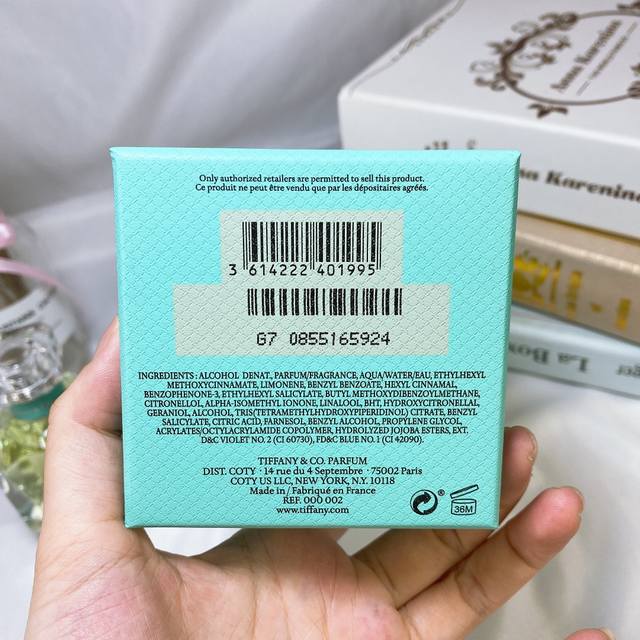 Only authorized retailers are permitted to sell this product.
Ce produit ne peut être vendu que par les dépositaires agréés.
3 614222 401995
G7 0855165924
INGREDIENTS : ALCOHOL DENAT., PARFUM/FRAGRANCE, AQUA/WATER/EAU, ETHYLHEXYL
METHOXYCINNAMATE, LIMONENE, BENZYL BENZOATE, HEXYL CINNAMAL,
BENZOPHENONE-3, ETHYLHEXYL SALICYLATE, BUTYL METHOXYDIBENZOYLMETHANE,
CITRONELLOL, ALPHA-ISOMETHYL IONONE, LINALOOL, BHT, HYDROXYCITRONELLAL,
GERANIOL, ALCOHOL, TRIS(TETRAMETHYLHYDROXYPIPERIDINOL) CITRATE, BENZYL
SALICYLATE, CITRIC ACID, FARNESOL, BENZYL ALCOHOL, PROPYLENE GLYCOL,
ACRYLATES/OCTYLACRYLAMIDE COPOLYMER, HYDROLYZED JOJOBA ESTERS, EXT.
D&C VIOLET NO. 2 (CI 60730), FD&C BLUE NO. 1 (CI 42090).
TIFFANY & CO. PARFUM
DIST. COTY · 14 rue du 4 Septembre · 75002 Paris
COTY US LLC, NEW YORK, N.Y. 10118
Made in / Fabriqué en France
REF. 000 002
www.tiffany.com
36M
Anna Karenina
Karenina
La Bou